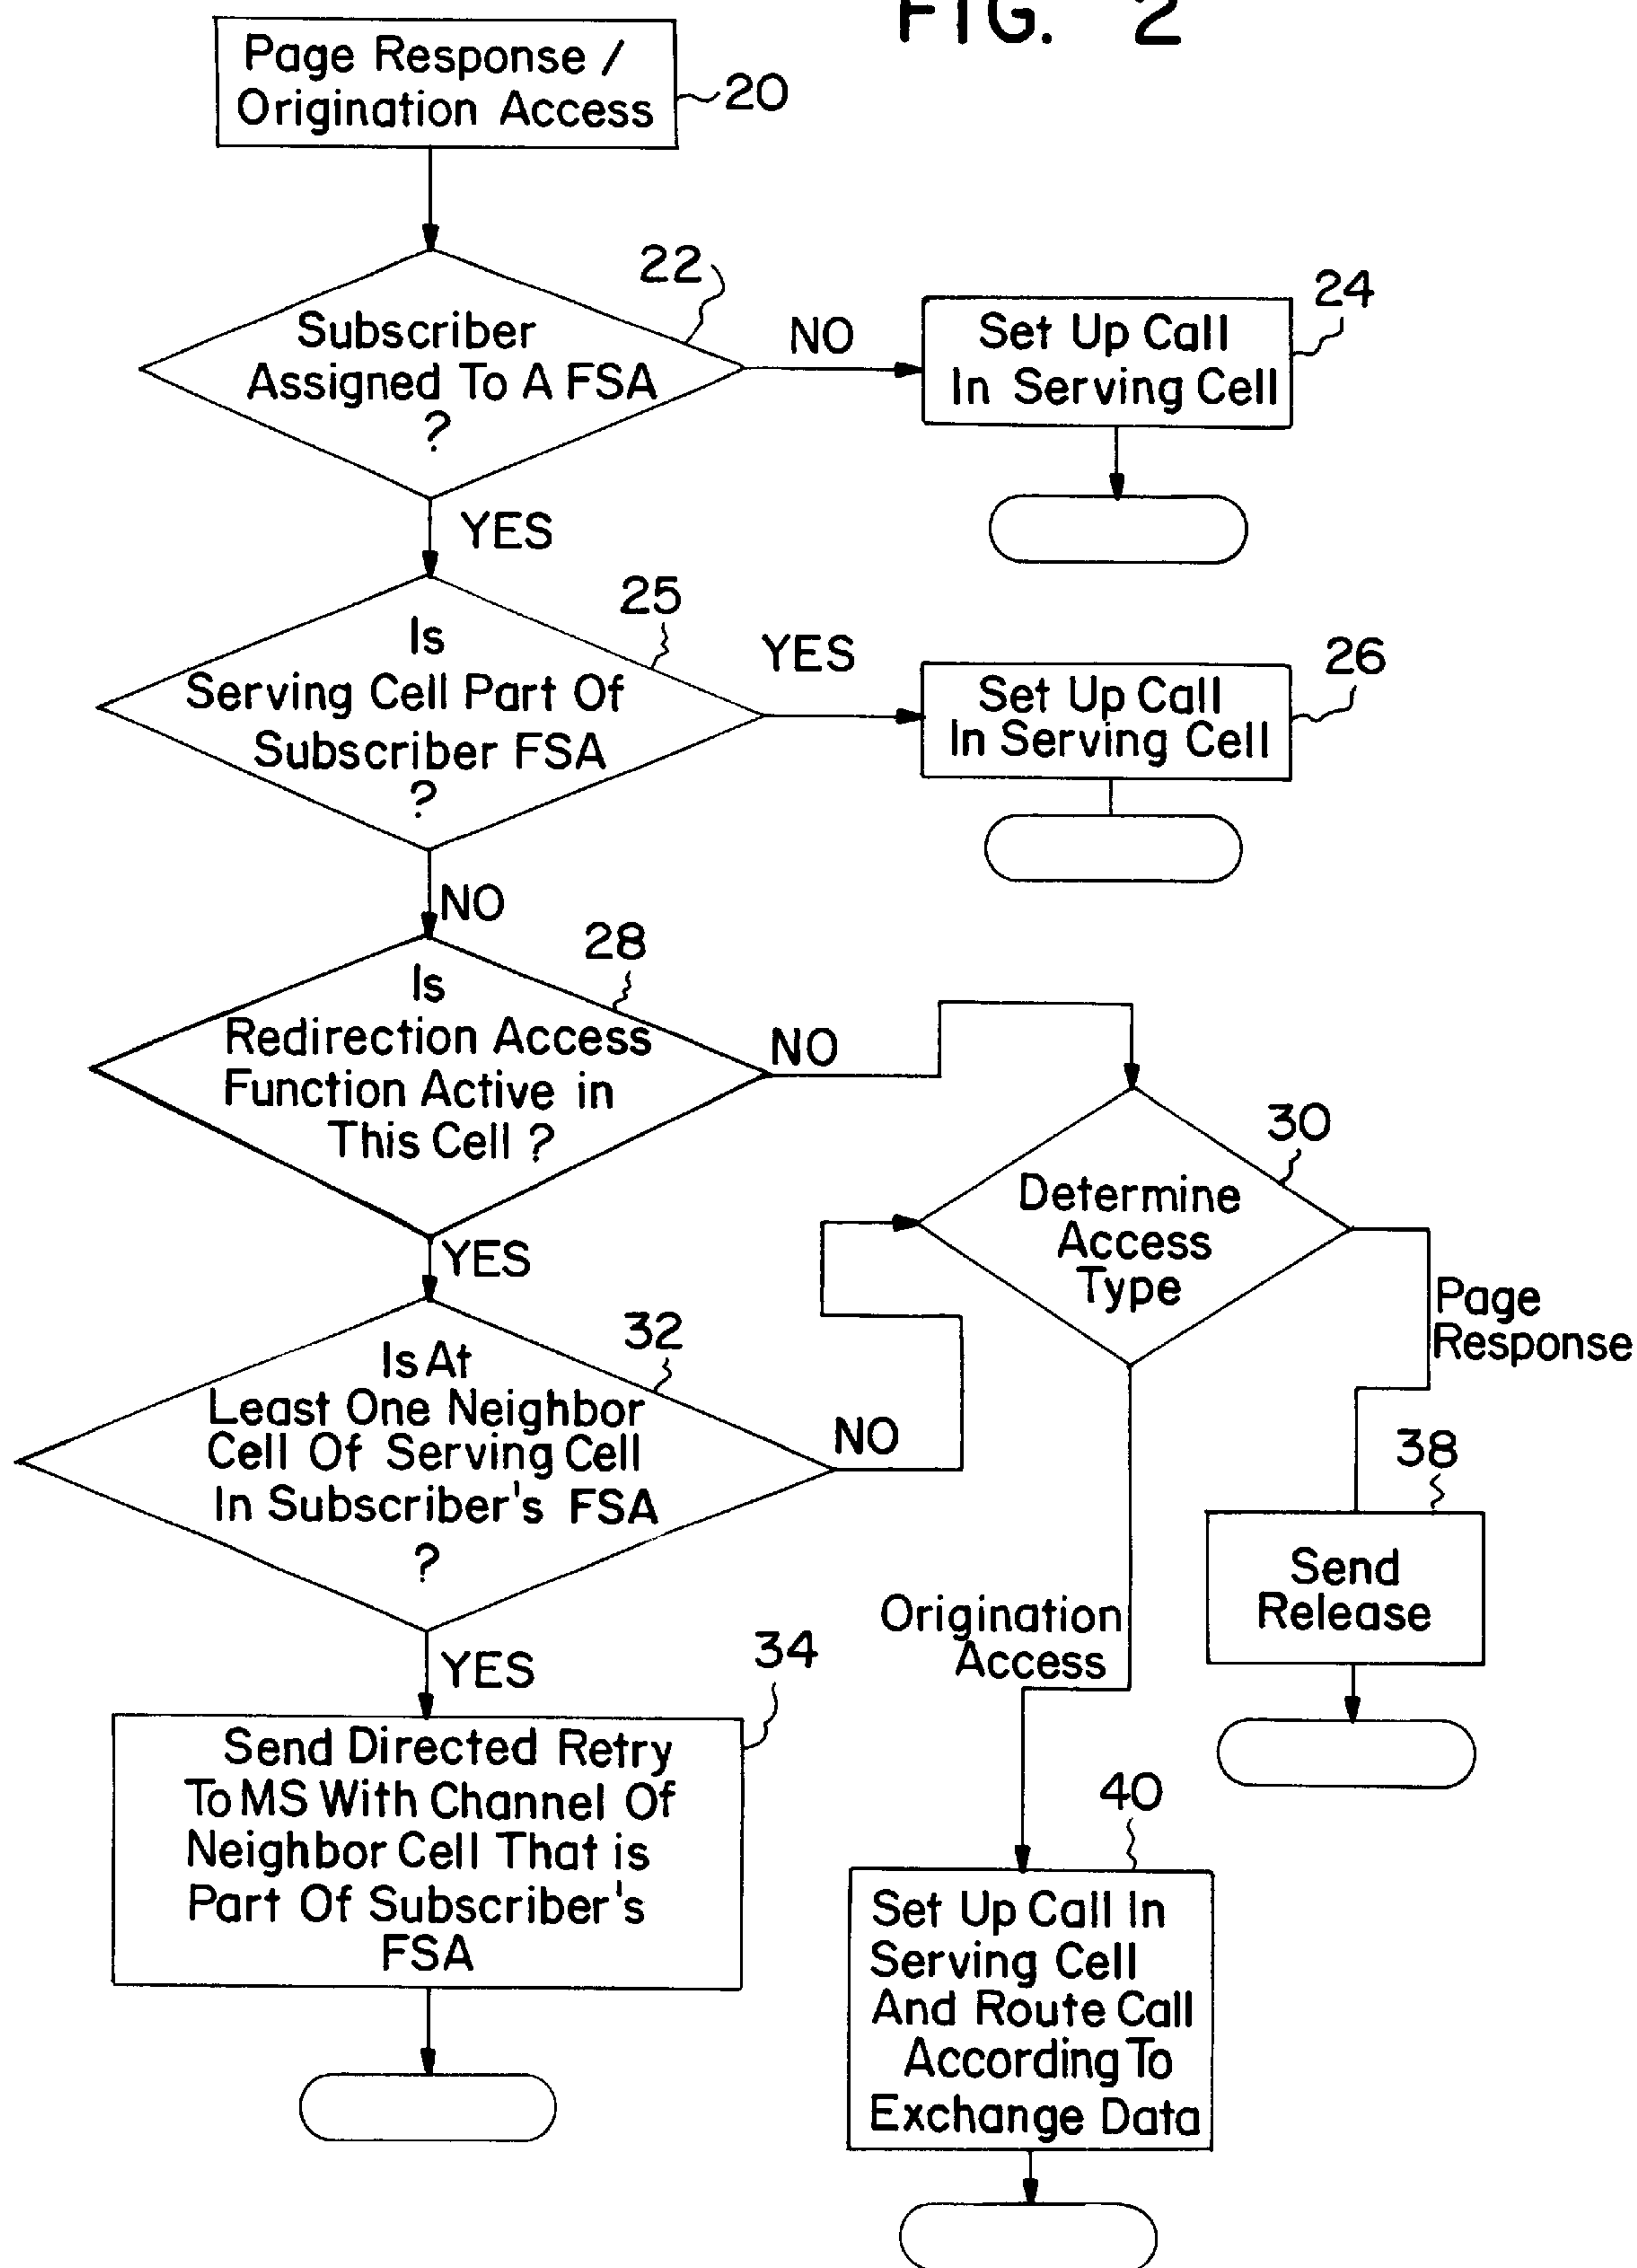 FIG. 2
Page Response /
Origination Access
20
22
Subscriber
Assigned To A FSA
?
NO
24
Set Up Call
In Serving Cell
YES
25
Is
Serving Cell Part Of
Subscriber FSA
?
YES
26
Set Up Call
In Serving Cell
NO
28
Is
Redirection Access
Function Active in
This Cell ?
NO
30
Determine
Access
Type
Page
Response
YES
32
Is At
Least One Neighbor
Cell Of Serving Cell
In Subscriber's FSA
?
NO
38
Send
Release
Origination
Access
YES
34
Send Directed Retry
To MS With Channel Of
Neighbor Cell That is
Part Of Subscriber's
FSA
40
Set Up Call In
Serving Cell
And Route Call
According To
Exchange Data